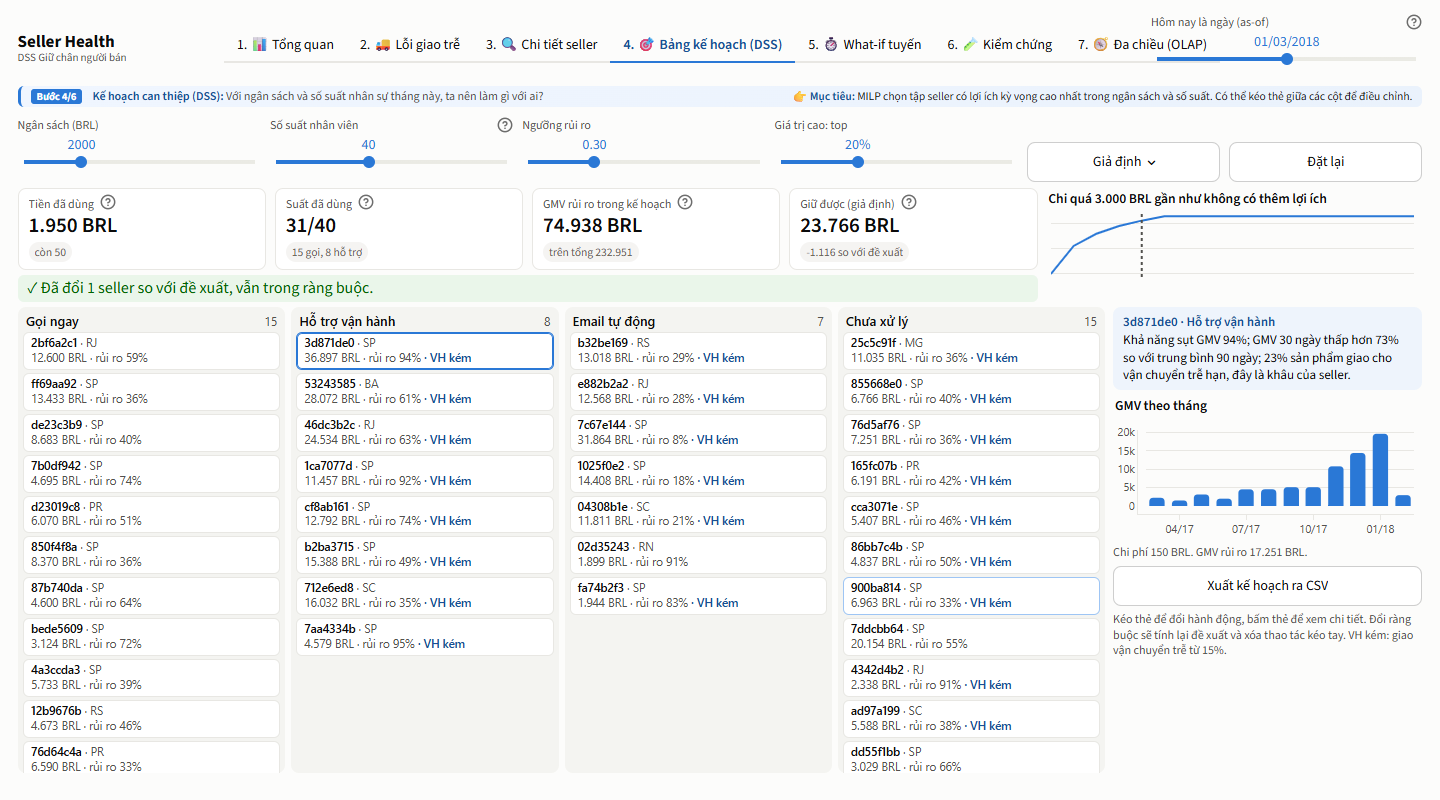 Seller Health
DSS Giữ chân người bán
1. Tổng quan
2. Lỗi giao trễ
3. Chi tiết seller
4. Bảng kế hoạch (DSS)
5. What-if tuyến
6. Kiểm chứng
7. Đa chiều (OLAP)
Hôm nay là ngày (as-of)
01/03/2018
Bước 4/6 Kế hoạch can thiệp (DSS): Với ngân sách và số suất nhân sự tháng này, ta nên làm gì với ai?
Mục tiêu: MILP chọn tập seller có lợi ích kỳ vọng cao nhất trong ngân sách và số suất. Có thể kéo thẻ giữa các cột để điều chỉnh.
Ngân sách (BRL)
2000
Số suất nhân viên
40
Ngưỡng rủi ro
0.30
Giá trị cao: top
20%
Giả định
Đặt lại
Tiền đã dùng
1.950 BRL
còn 50
Suất đã dùng
31/40
15 gọi, 8 hỗ trợ
GMV rủi ro trong kế hoạch
74.938 BRL
trên tổng 232.951
Giữ được (giả định)
23.766 BRL
-1.116 so với đề xuất
Chi quá 3.000 BRL gần như không có thêm lợi ích
✓ Đã đổi 1 seller so với đề xuất, vẫn trong ràng buộc.
Gọi ngay 15
2bf6a2c1 · RJ
12.600 BRL · rủi ro 59%
ff69aa92 · SP
13.433 BRL · rủi ro 36%
de23c3b9 · SP
8.683 BRL · rủi ro 40%
7b0df942 · SP
4.695 BRL · rủi ro 74%
d23019c8 · PR
6.070 BRL · rủi ro 51%
850f4f8a · SP
8.370 BRL · rủi ro 36%
87b740da · SP
4.600 BRL · rủi ro 64%
bede5609 · SP
3.124 BRL · rủi ro 72%
4a3ccda3 · SP
5.733 BRL · rủi ro 39%
12b9676b · RS
4.673 BRL · rủi ro 46%
76d64c4a · PR
6.590 BRL · rủi ro 33%
Hỗ trợ vận hành 8
3d871de0 · SP
36.897 BRL · rủi ro 94% · VH kém
53243585 · BA
28.072 BRL · rủi ro 61% · VH kém
46dc3b2c · RJ
24.534 BRL · rủi ro 63% · VH kém
1ca7077d · SP
11.457 BRL · rủi ro 92% · VH kém
cf8ab161 · SP
12.792 BRL · rủi ro 74% · VH kém
b2ba3715 · SP
15.388 BRL · rủi ro 49% · VH kém
712e6ed8 · SC
16.032 BRL · rủi ro 35% · VH kém
7aa4334b · SP
4.579 BRL · rủi ro 95% · VH kém
Email tự động 7
b32be169 · RS
13.018 BRL · rủi ro 29% · VH kém
e882b2a2 · RJ
12.568 BRL · rủi ro 28% · VH kém
7c67e144 · SP
31.864 BRL · rủi ro 8% · VH kém
1025f0e2 · SP
14.408 BRL · rủi ro 18% · VH kém
04308b1e · SC
11.811 BRL · rủi ro 21% · VH kém
02d35243 · RN
1.899 BRL · rủi ro 91%
fa74b2f3 · SP
1.944 BRL · rủi ro 83% · VH kém
Chưa xử lý 15
25c5c91f · MG
11.035 BRL · rủi ro 36% · VH kém
855668e0 · SP
6.766 BRL · rủi ro 40% · VH kém
76d5af76 · SP
7.251 BRL · rủi ro 36% · VH kém
165fc07b · PR
6.191 BRL · rủi ro 42% · VH kém
cca3071e · SP
5.407 BRL · rủi ro 46% · VH kém
86bb7c4b · SP
4.837 BRL · rủi ro 50% · VH kém
900ba814 · SP
6.963 BRL · rủi ro 33% · VH kém
7ddcbb64 · SP
20.154 BRL · rủi ro 55%
4342d4b2 · RJ
2.338 BRL · rủi ro 91% · VH kém
ad97a199 · SC
5.588 BRL · rủi ro 38% · VH kém
dd55f1bb · SP
3.029 BRL · rủi ro 66%
3d871de0 · Hỗ trợ vận hành
Khả năng sụt GMV 94%; GMV 30 ngày thấp hơn 73%
so với trung bình 90 ngày; 23% sản phẩm giao cho
vận chuyển trễ hạn, đây là khâu của seller.
GMV theo tháng
20k
15k
10k
5k
0
04/17 07/17 10/17 01/18
Chi phí 150 BRL. GMV rủi ro 17.251 BRL.
Xuất kế hoạch ra CSV
Kéo thẻ để đổi hành động, bấm thẻ để xem chi tiết. Đổi ràng
buộc sẽ tính lại đề xuất và xóa thao tác kéo tay. VH kém: giao
vận chuyển trễ từ 15%.